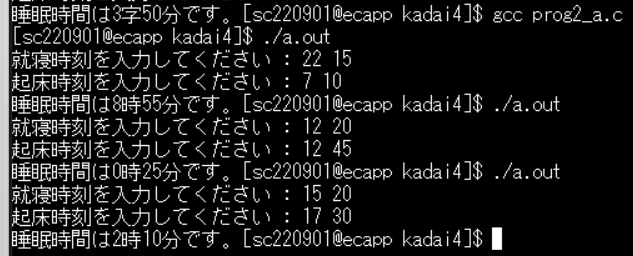 睡眠時間は3字50分です。[sc220901@ecapp kadai4]$ gcc prog2_a.c
[sc220901@ecapp kadai4]$ ./a.out
就寝時刻を入力してください : 22 15
起床時刻を入力してください : 7 10
睡眠時間は8時55分です。[sc220901@ecapp kadai4]$ ./a.out
就寝時刻を入力してください : 12 20
起床時刻を入力してください : 12 45
睡眠時間は0時25分です。[sc220901@ecapp kadai4]$ ./a.out
就寝時刻を入力してください : 15 20
起床時刻を入力してください : 17 30
睡眠時間は2時10分です。[sc220901@ecapp kadai4]$